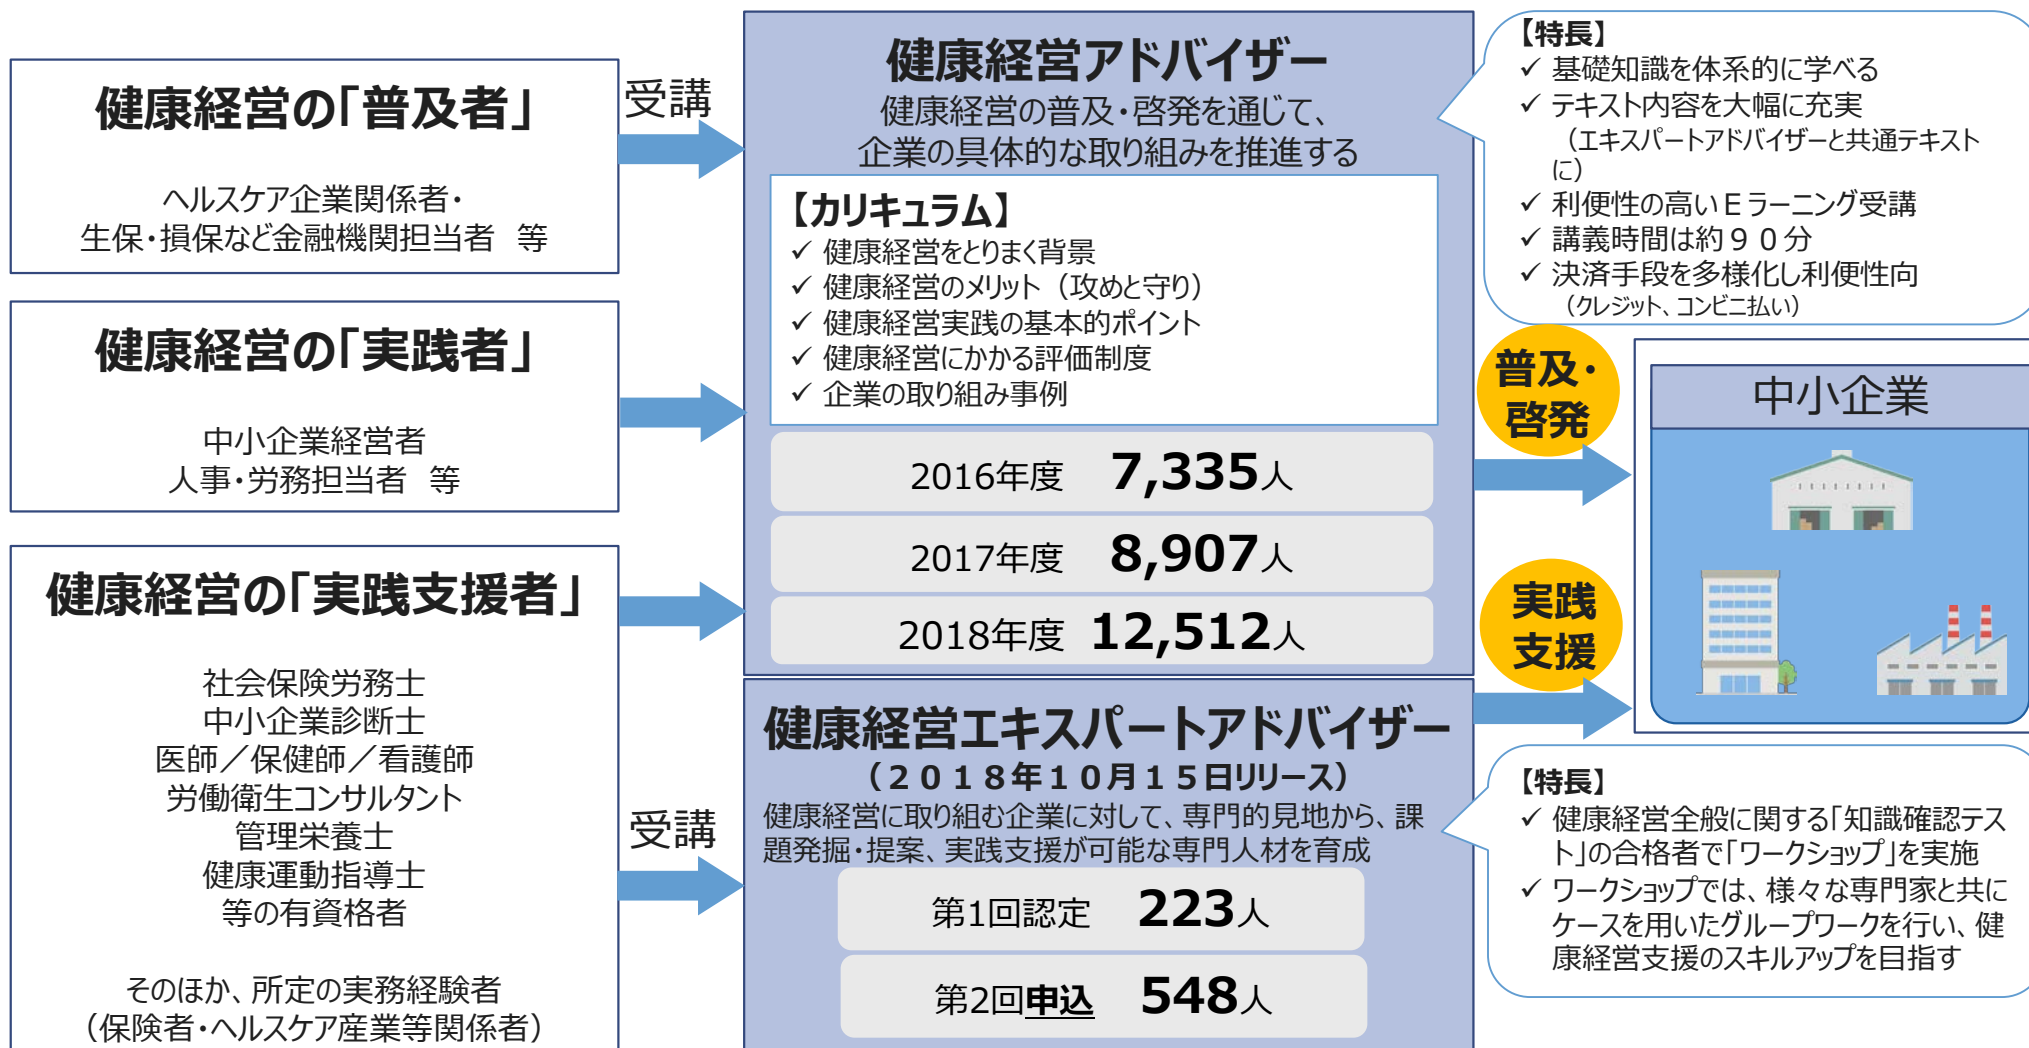 健康経営の「普及者」
ヘルスケア企業関係者・
生保・損保など金融機関担当者 等
健康経営の「実践者」
中小企業経営者
人事・労務担当者 等
健康経営の「実践支援者」
社会保険労務士
中小企業診断士
医師／保健師／看護師
労働衛生コンサルタント
管理栄養士
健康運動指導士
等の有資格者
そのほか、所定の実務経験者
（保険者・ヘルスケア産業等関係者）
受講
受講
健康経営アドバイザー
健康経営の普及・啓発を通じて、
企業の具体的な取り組みを推進する
【カリキュラム】
✓ 健康経営をとりまく背景
✓ 健康経営のメリット（攻めと守り）
✓ 健康経営実践の基本的ポイント
✓ 健康経営にかかる評価制度
✓ 企業の取り組み事例
2016年度 7,335人
2017年度 8,907人
2018年度 12,512人
健康経営エキスパートアドバイザー
（２０１８年１０月１５日リリース）
健康経営に取り組む企業に対して、専門的見地から、課
題発掘・提案、実践支援が可能な専門人材を育成
第1回認定 223人
第2回申込 548人
【特長】
✓ 基礎知識を体系的に学べる
✓ テキスト内容を大幅に充実
（エキスパートアドバイザーと共通テキスト
に）
✓ 利便性の高いＥラーニング受講
✓ 講義時間は約９０分
✓ 決済手段を多様化し利便性向
（クレジット、コンビニ払い）
普及・
啓発
実践
支援
中小企業
【特長】
✓ 健康経営全般に関する「知識確認テス
ト」の合格者で「ワークショップ」を実施
✓ ワークショップでは、様々な専門家と共に
ケースを用いたグループワークを行い、健
康経営支援のスキルアップを目指す